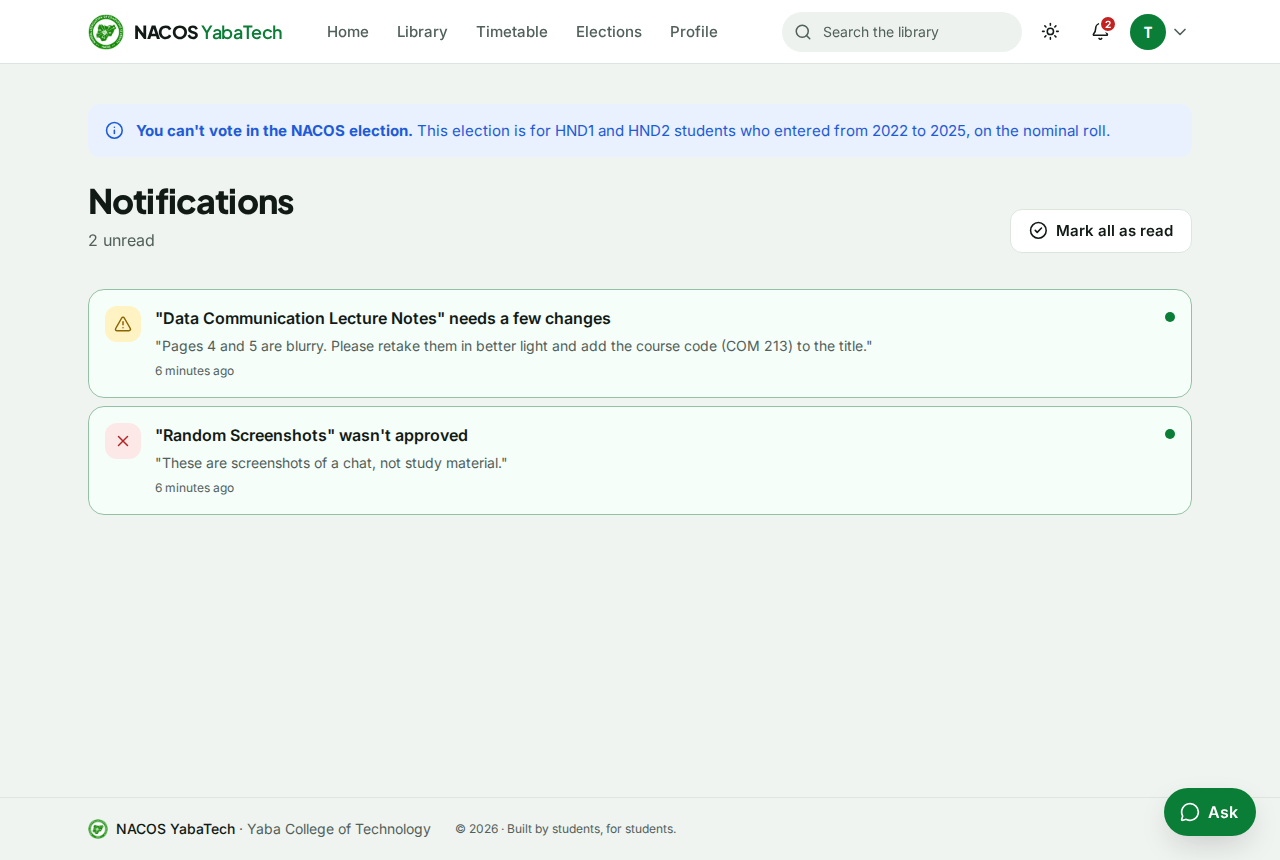 NACOS YabaTech
Home
Library
Timetable
Elections
Profile
Search the library
2
T
You can't vote in the NACOS election. This election is for HND1 and HND2 students who entered from 2022 to 2025, on the nominal roll.
Notifications
2 unread
Mark all as read
"Data Communication Lecture Notes" needs a few changes
"Pages 4 and 5 are blurry. Please retake them in better light and add the course code (COM 213) to the title."
6 minutes ago
"Random Screenshots" wasn't approved
"These are screenshots of a chat, not study material."
6 minutes ago
NACOS YabaTech · Yaba College of Technology
© 2026 · Built by students, for students.
Ask